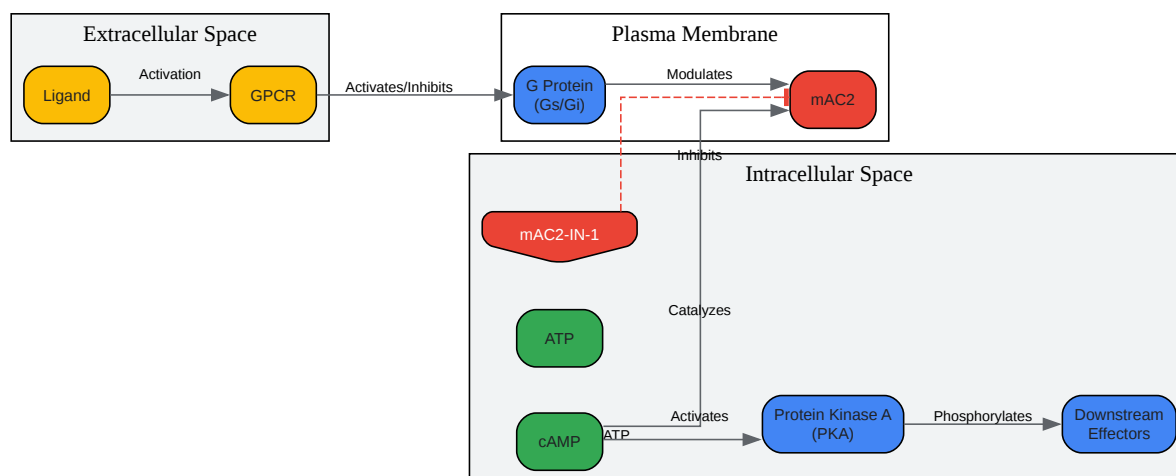 Extracellular Space
Plasma Membrane
Ligand
Activation
GPCR
Activates/Inhibits
G Protein
(Gs/Gi)
Modulates
mAC2
Inhibits
Intracellular Space
mAC2-IN-1
Catalyzes
ATP
cAMP
ATP
Activates
Protein Kinase A
(PKA)
Phosphorylates
Downstream
Effectors